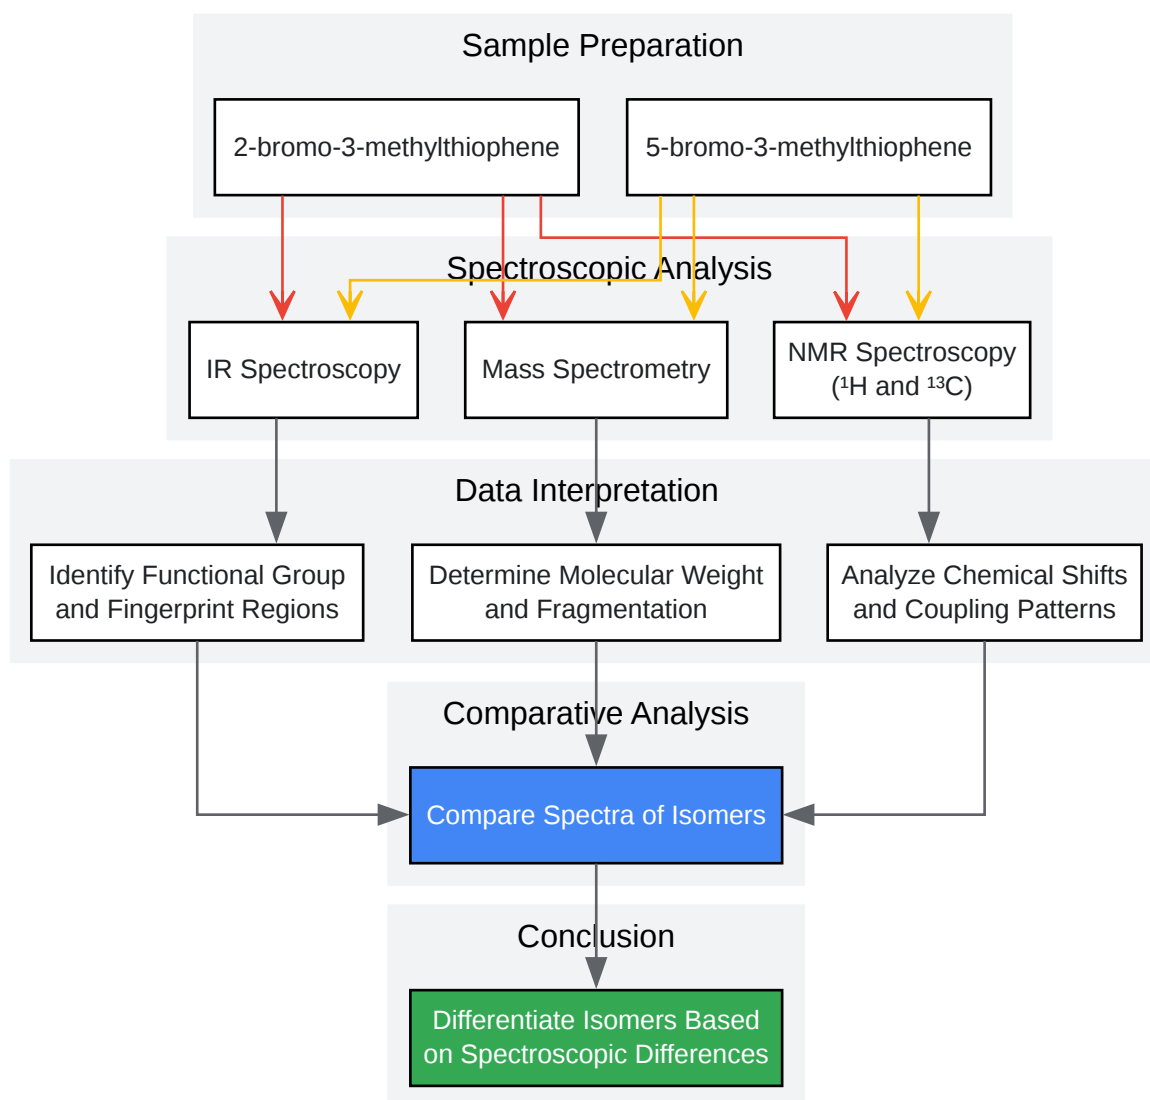 Sample Preparation
2-bromo-3-methylthiophene
5-bromo-3-methylthiophene
Spectroscopic Analysis
IR Spectroscopy
Mass Spectrometry
NMR Spectroscopy
(¹H and ¹³C)
Data Interpretation
Identify Functional Group
and Fingerprint Regions
Determine Molecular Weight
and Fragmentation
Analyze Chemical Shifts
and Coupling Patterns
Comparative Analysis
Compare Spectra of Isomers
Conclusion
Differentiate Isomers Based
on Spectroscopic Differences